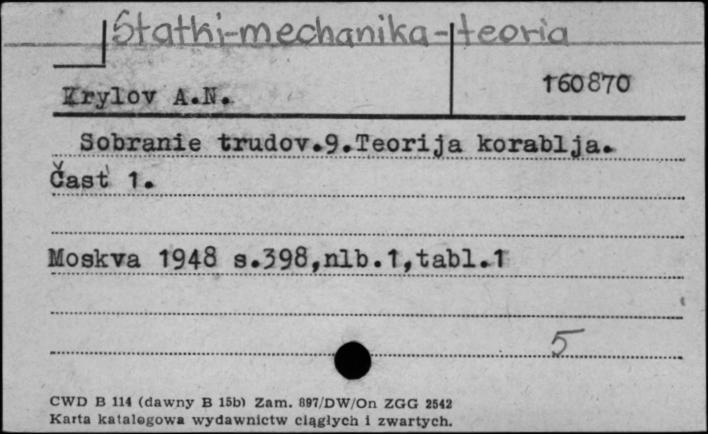 Statki-mechanika-teoria
Krylov A.N.
160870
Sobranie trudov.9.Teorija korablja.
Čast' 1.
Moskva 1948 s.398,nlb.1,tabl.1
5
CWD B 114 (dawny B 15b) Zam. 897/DW/On ZGG 2542
Karta katalogowa wydawnictw ciągłych i zwartych.